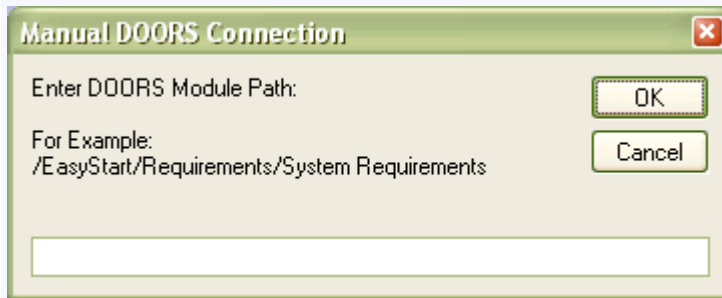 Manual DOORS Connection
Enter DOORS Module Path:
OK
For Example:
/EasyStart/Requirements/System Requirements
Cancel